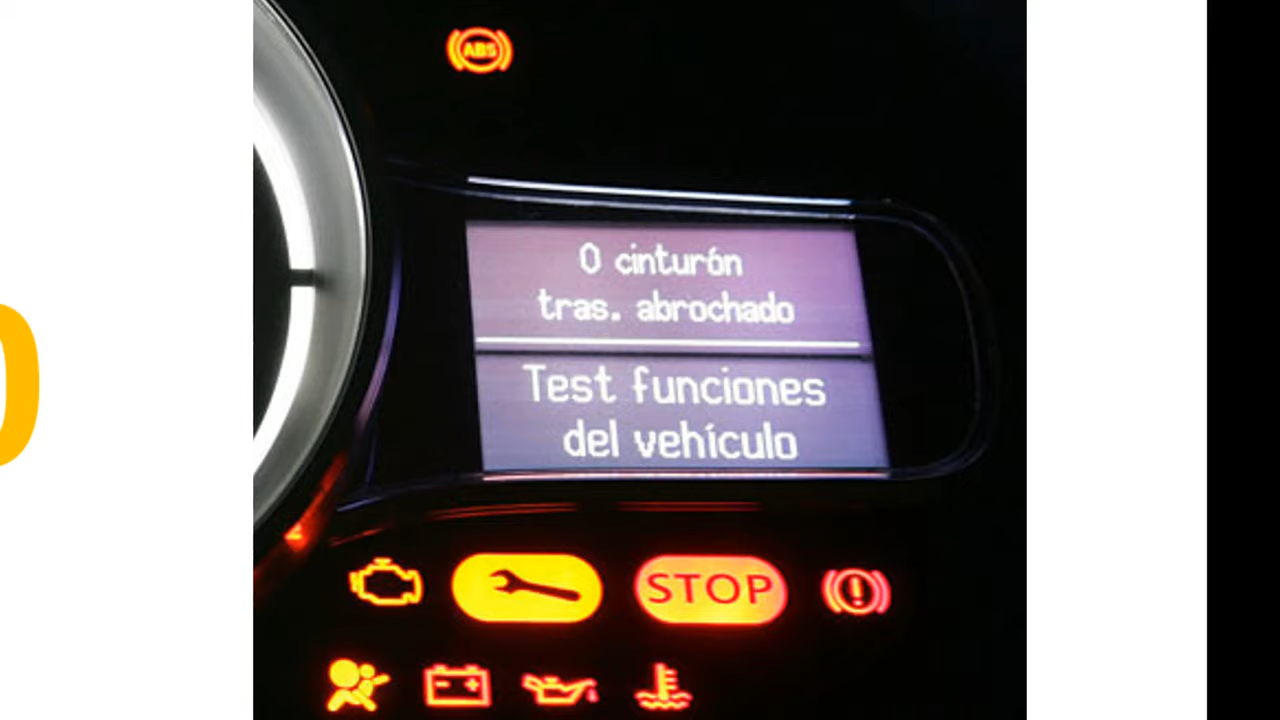 ABS
0 cinturón
tras. abrochado
Test funciones
del vehículo
STOP